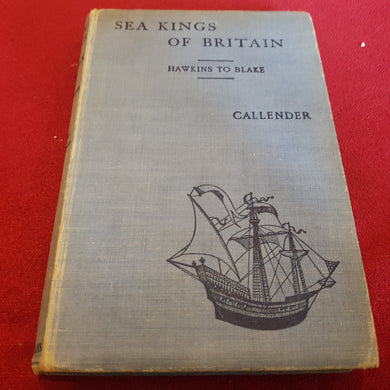 SEA KINGS
OF BRITAIN
HAWKINS TO BLAKE
CALLENDER